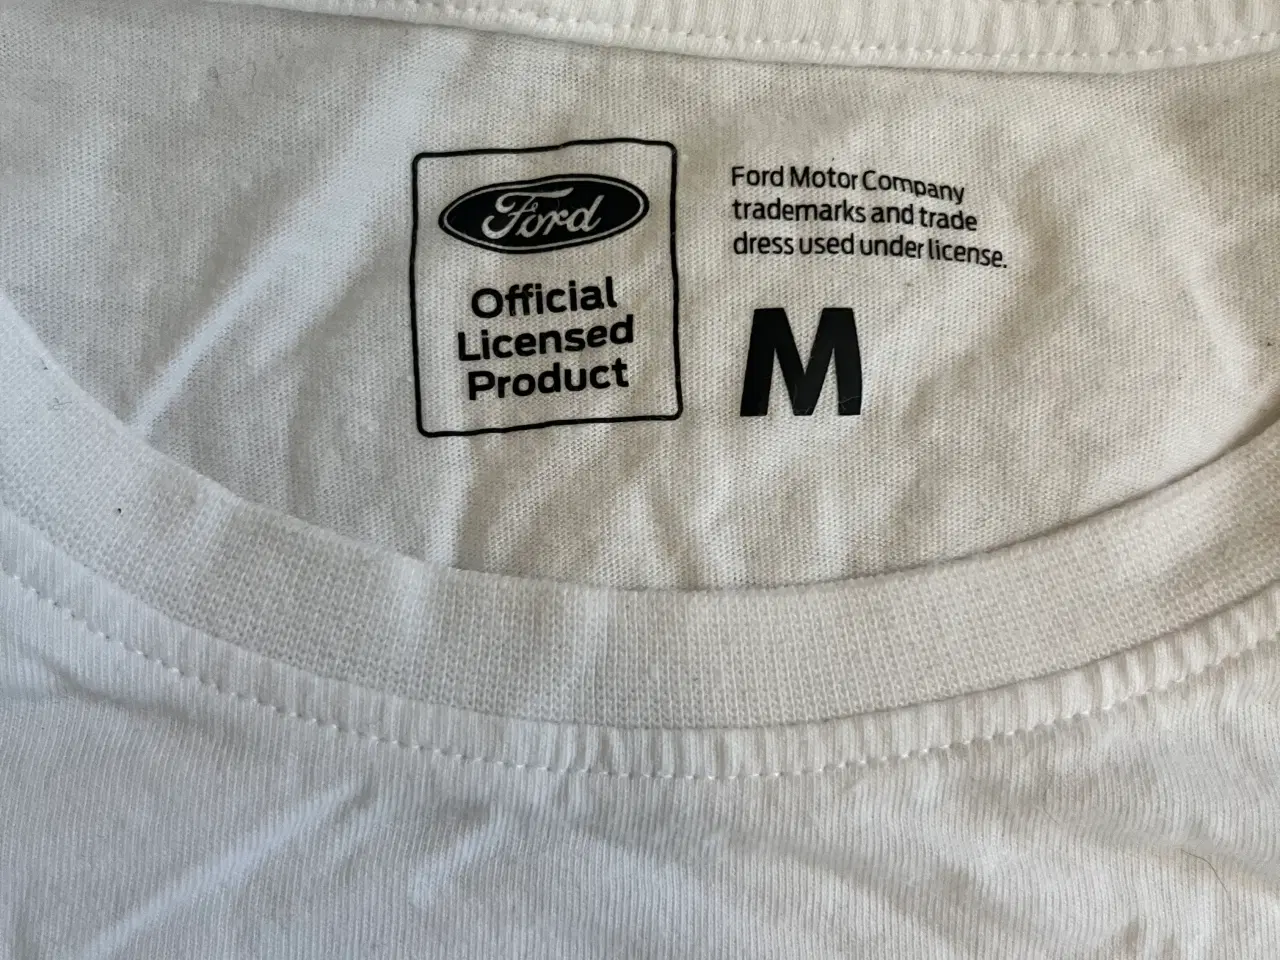 Ford
Official
Licensed
Product
Ford Motor Company
trademarks and trade
dress used under license.
M